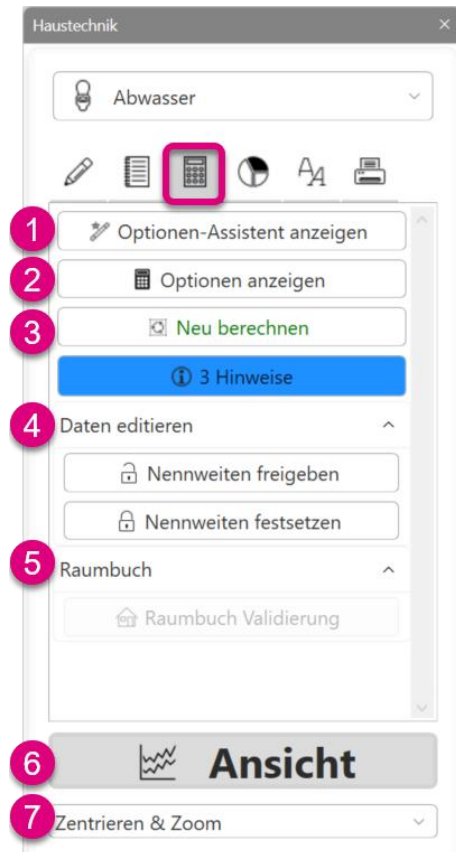 Haustechnik
Abwasser
1 Optionen-Assistent anzeigen
2 Optionen anzeigen
3 Neu berechnen
3 Hinweise
4 Daten editieren
Nennweiten freigeben
Nennweiten festsetzen
5 Raumbuch
Raumbuch Validierung
6 Ansicht
7 Zentrieren & Zoom